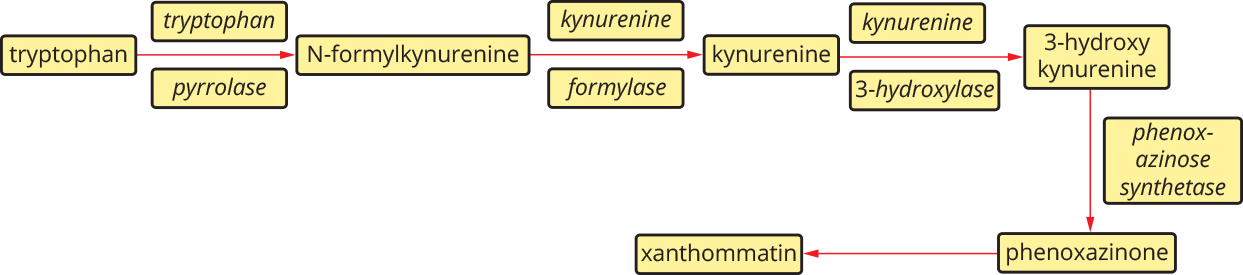 tryptophan
tryptophan
pyrrolase
N-formylkynurenine
kynurenine
formylase
kynurenine
kynurenine
3-hydroxylase
3-hydroxy
kynurenine
phenox-
azinose
synthetase
phenoxazinone
xanthommatin